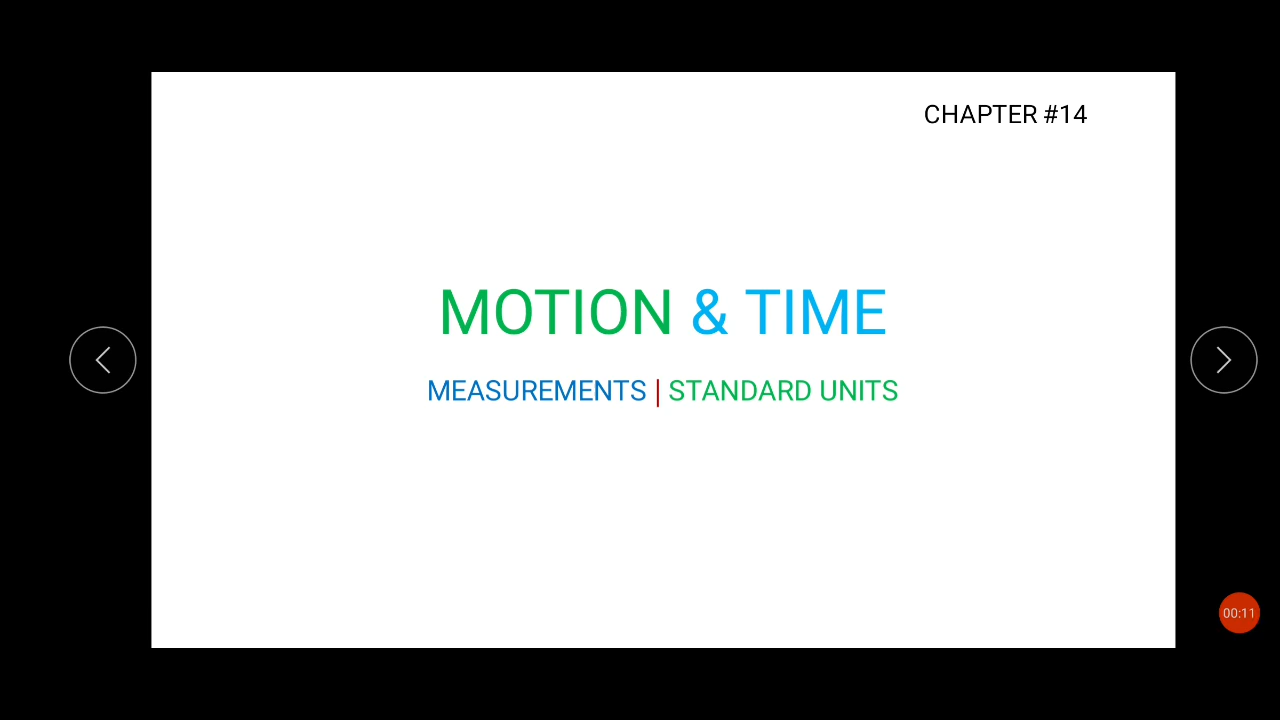 CHAPTER #14
MOTION & TIME
MEASUREMENTS | STANDARD UNITS
00:11